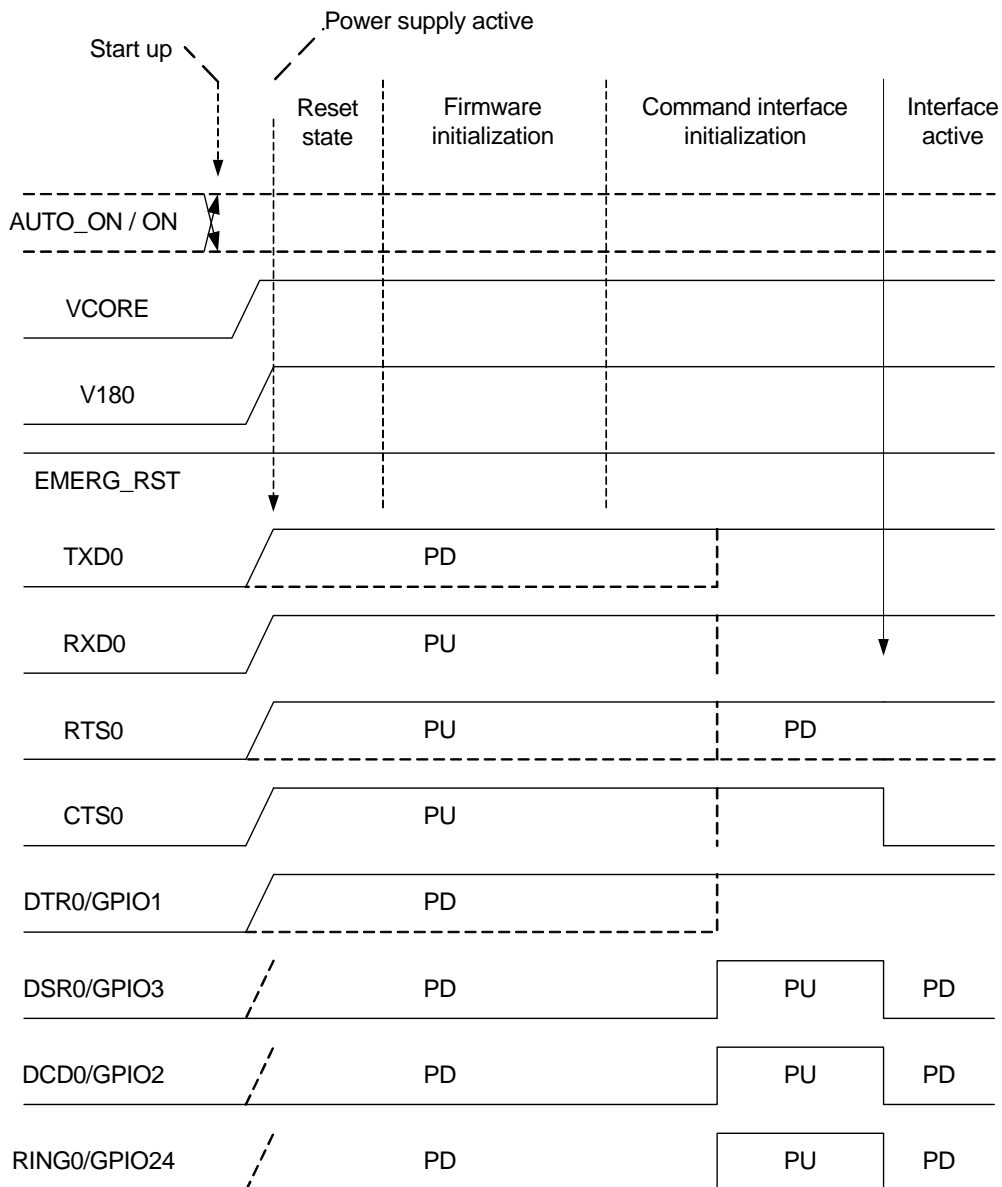 Power supply active
Start up
Reset
state
Firmware
initialization
Command interface
initialization
Interface
active
AUTO_ON / ON
VCORE
V180
EMERG_RST
TXD0 PD
RXD0 PU
RTS0 PU PD
CTS0 PU
DTR0/GPIO1 PD
DSR0/GPIO3 PD PU PD
DCD0/GPIO2 PD PU PD
RING0/GPIO24 PD PU PD